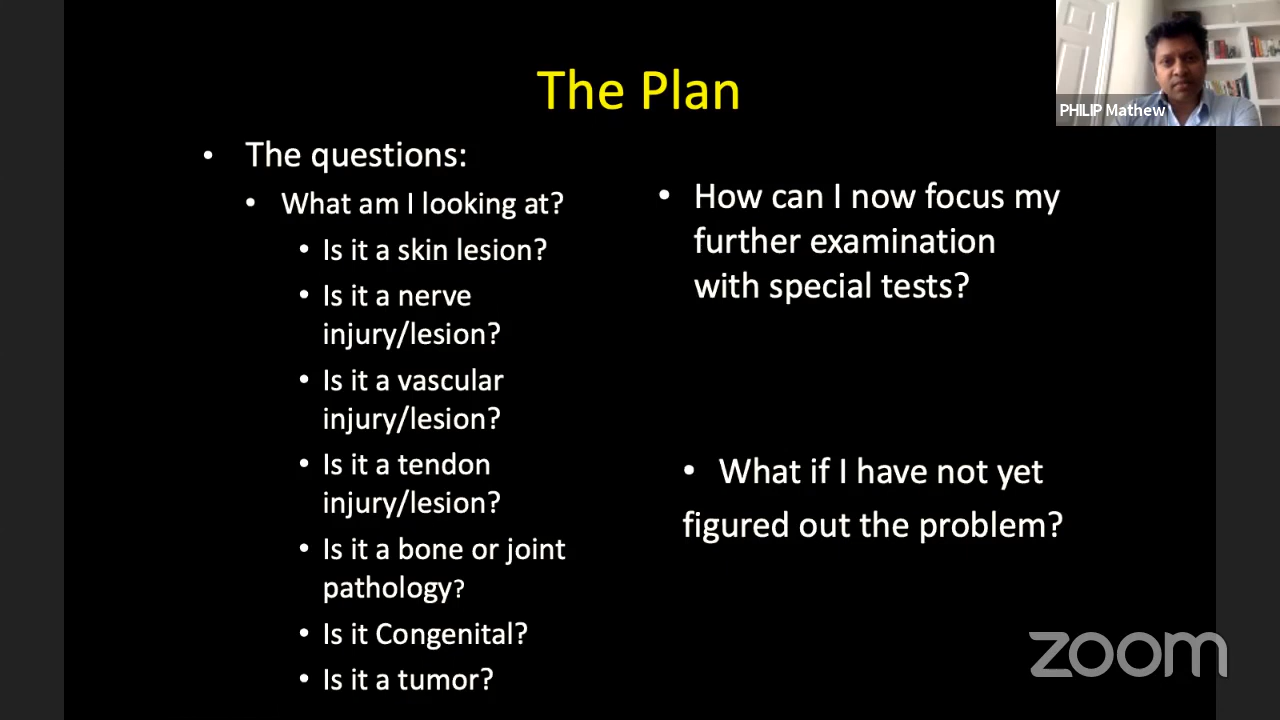 The Plan
PHILIP Mathew
• The questions:
• What am I looking at?
• Is it a skin lesion?
• Is it a nerve
injury/lesion?
• Is it a vascular
injury/lesion?
• Is it a tendon
injury/lesion?
• Is it a bone or joint
pathology?
• Is it Congenital?
• Is it a tumor?
• How can I now focus my
further examination
with special tests?
• What if I have not yet
figured out the problem?
zoom